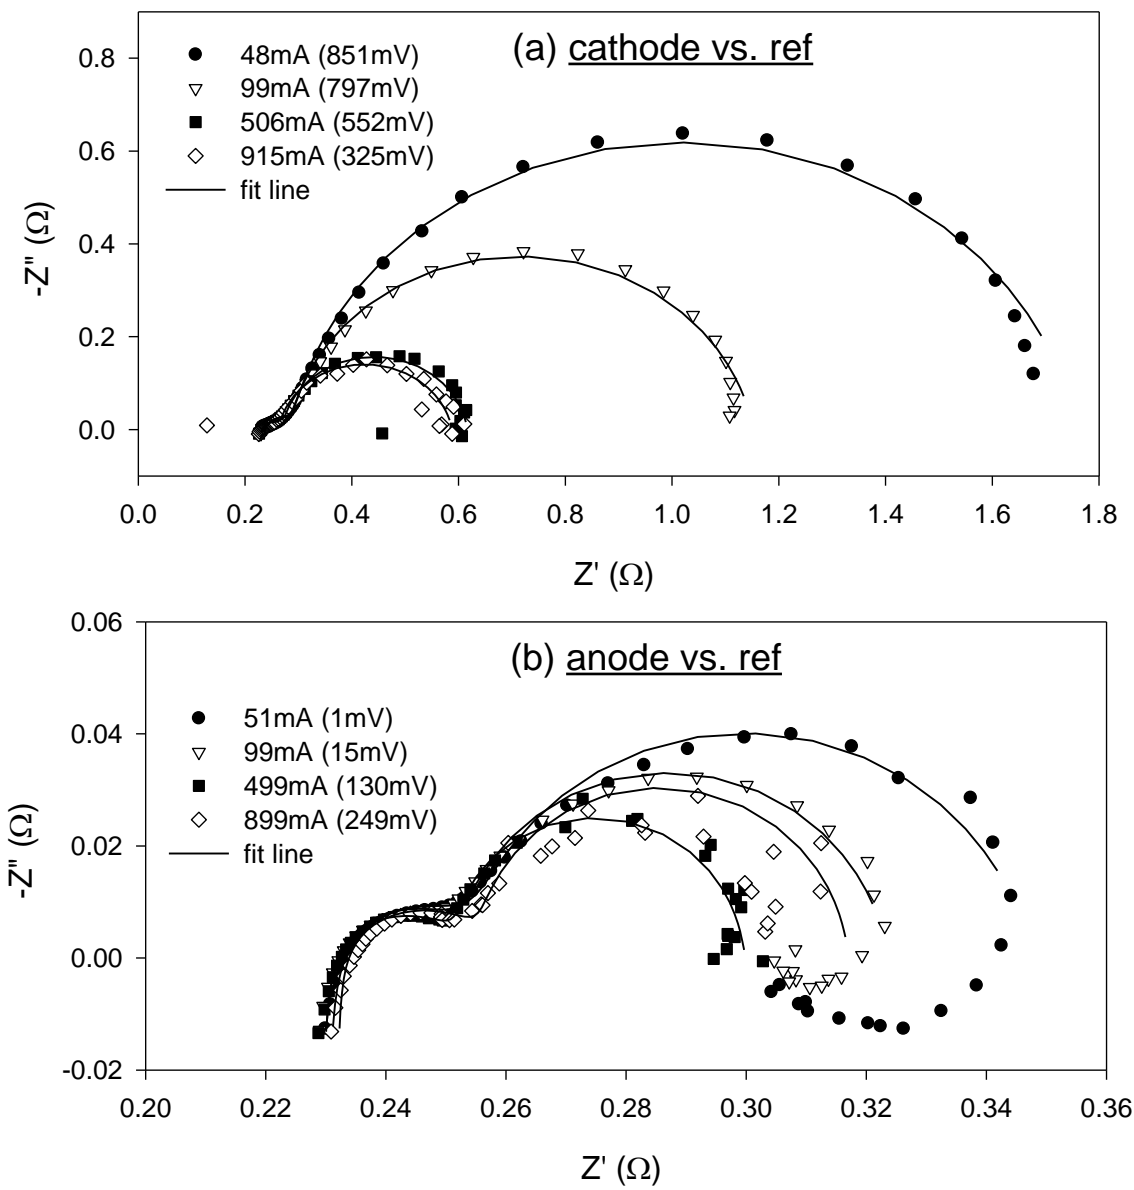 (a) cathode vs. ref
48mA (851mV)
99mA (797mV)
506mA (552mV)
915mA (325mV)
fit line
-Z" (Ω)
0.8
0.6
0.4
0.2
0.0
0.0 0.2 0.4 0.6 0.8 1.0 1.2 1.4 1.6 1.8
Z' (Ω)
(b) anode vs. ref
51mA (1mV)
99mA (15mV)
499mA (130mV)
899mA (249mV)
fit line
-Z" (Ω)
0.06
0.04
0.02
0.00
-0.02
0.20 0.22 0.24 0.26 0.28 0.30 0.32 0.34 0.36
Z' (Ω)